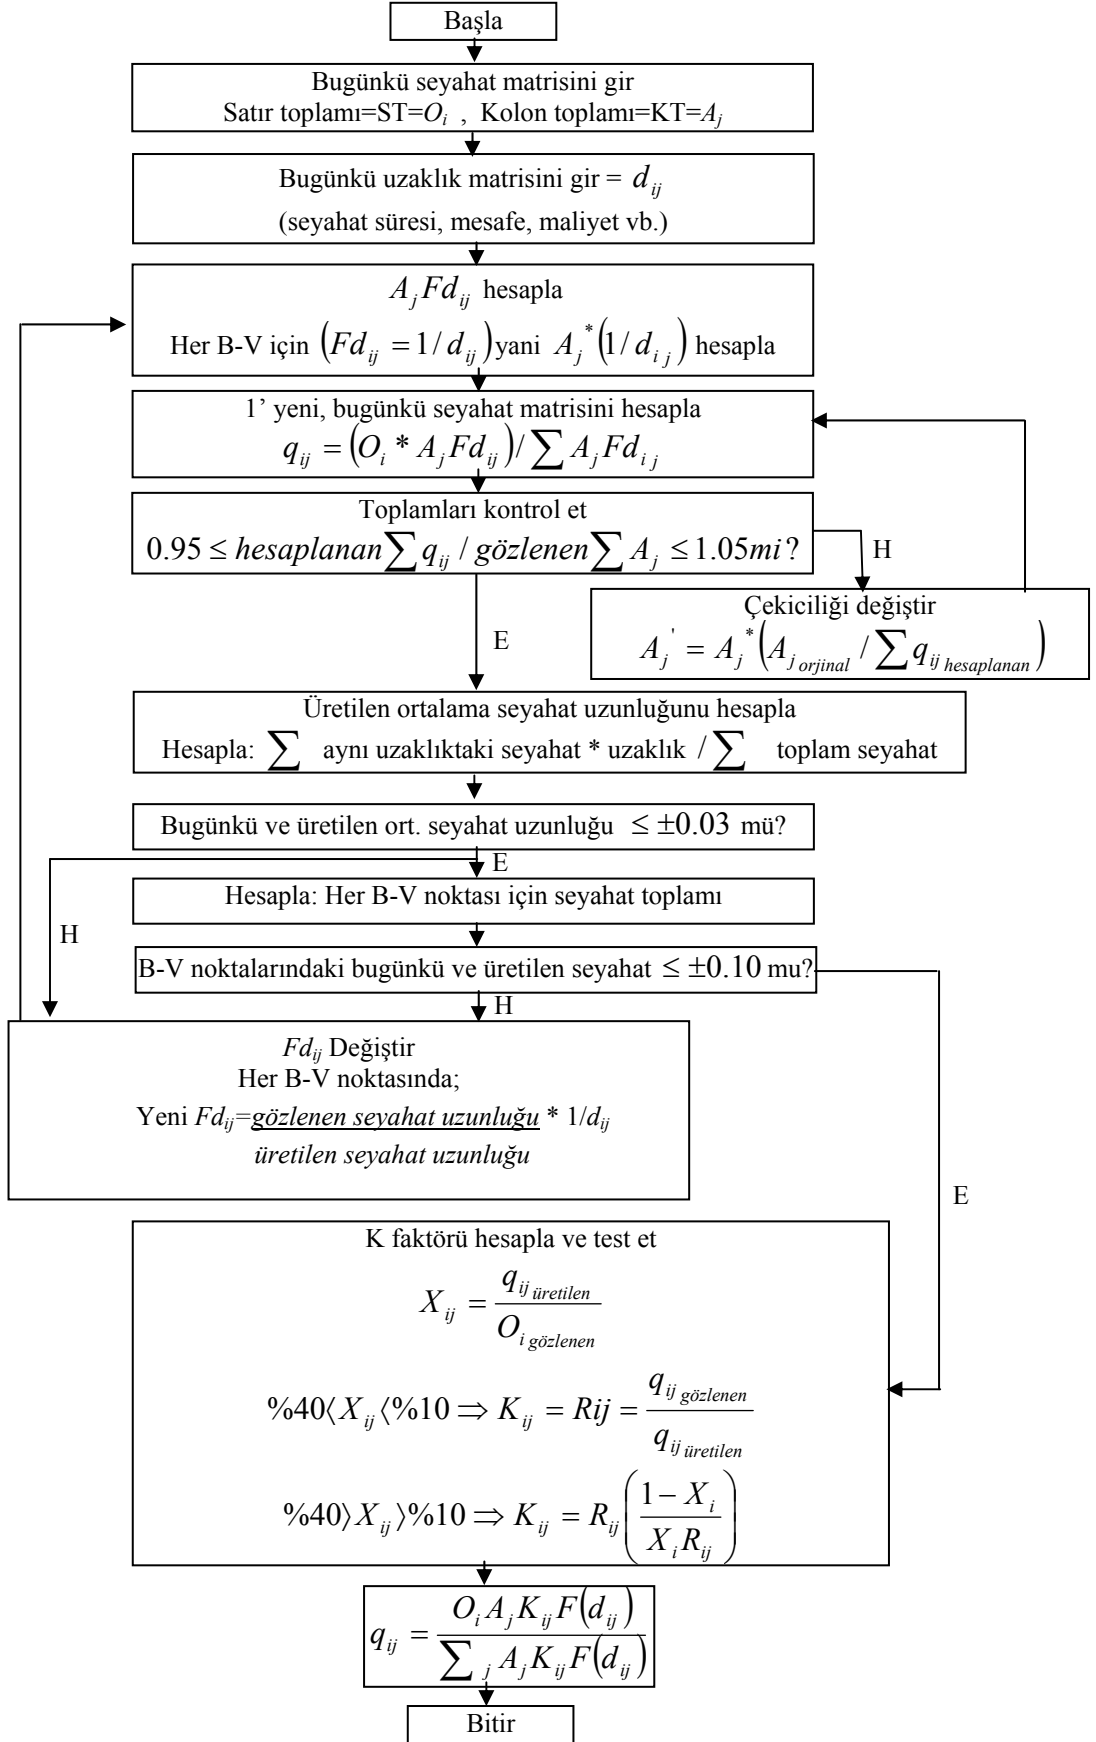 Başla
Bugünkü seyahat matrisini gir
Satır toplamı=ST=O_i , Kolon toplamı=KT=A_j
Bugünkü uzaklık matrisini gir = d_ij
(seyahat süresi, mesafe, maliyet vb.)
A_j Fd_ij hesapla
Her B-V için (Fd_ij = 1/d_ij) yani A_j*(1/d_ij) hesapla
1’ yeni, bugünkü seyahat matrisini hesapla
q_ij = (O_i * A_j Fd_ij)/∑ A_j Fd_ij
Toplamları kontrol et
0.95 ≤ hesaplanan ∑ q_ij / gözlenen ∑ A_j ≤ 1.05 mi?
H
Çekiciliği değiştir
A_j' = A_j*(A_j orjinal / ∑ q_ij hesaplanan)
E
Üretilen ortalama seyahat uzunluğunu hesapla
Hesapla: ∑ aynı uzaklıktaki seyahat * uzaklık / ∑ toplam seyahat
Bugünkü ve üretilen ort. seyahat uzunluğu ≤ ±0.03 mü?
E
Hesapla: Her B-V noktası için seyahat toplamı
H
B-V noktalarındaki bugünkü ve üretilen seyahat ≤ ±0.10 mu?
H
Fd_ij Değiştir
Her B-V noktasında;
Yeni Fd_ij=gözlenen seyahat uzunluğu * 1/d_ij
üretilen seyahat uzunluğu
E
K faktörü hesapla ve test et
X_ij = q_ij üretilen / O_i gözlenen
%40⟨X_ij⟨%10 ⇒ K_ij = Rij = q_ij gözlenen / q_ij üretilen
%40⟩X_ij⟩%10 ⇒ K_ij = R_ij((1 − X_i) / (X_i R_ij))
q_ij = O_i A_j K_ij F(d_ij) / ∑_j A_j K_ij F(d_ij)
Bitir